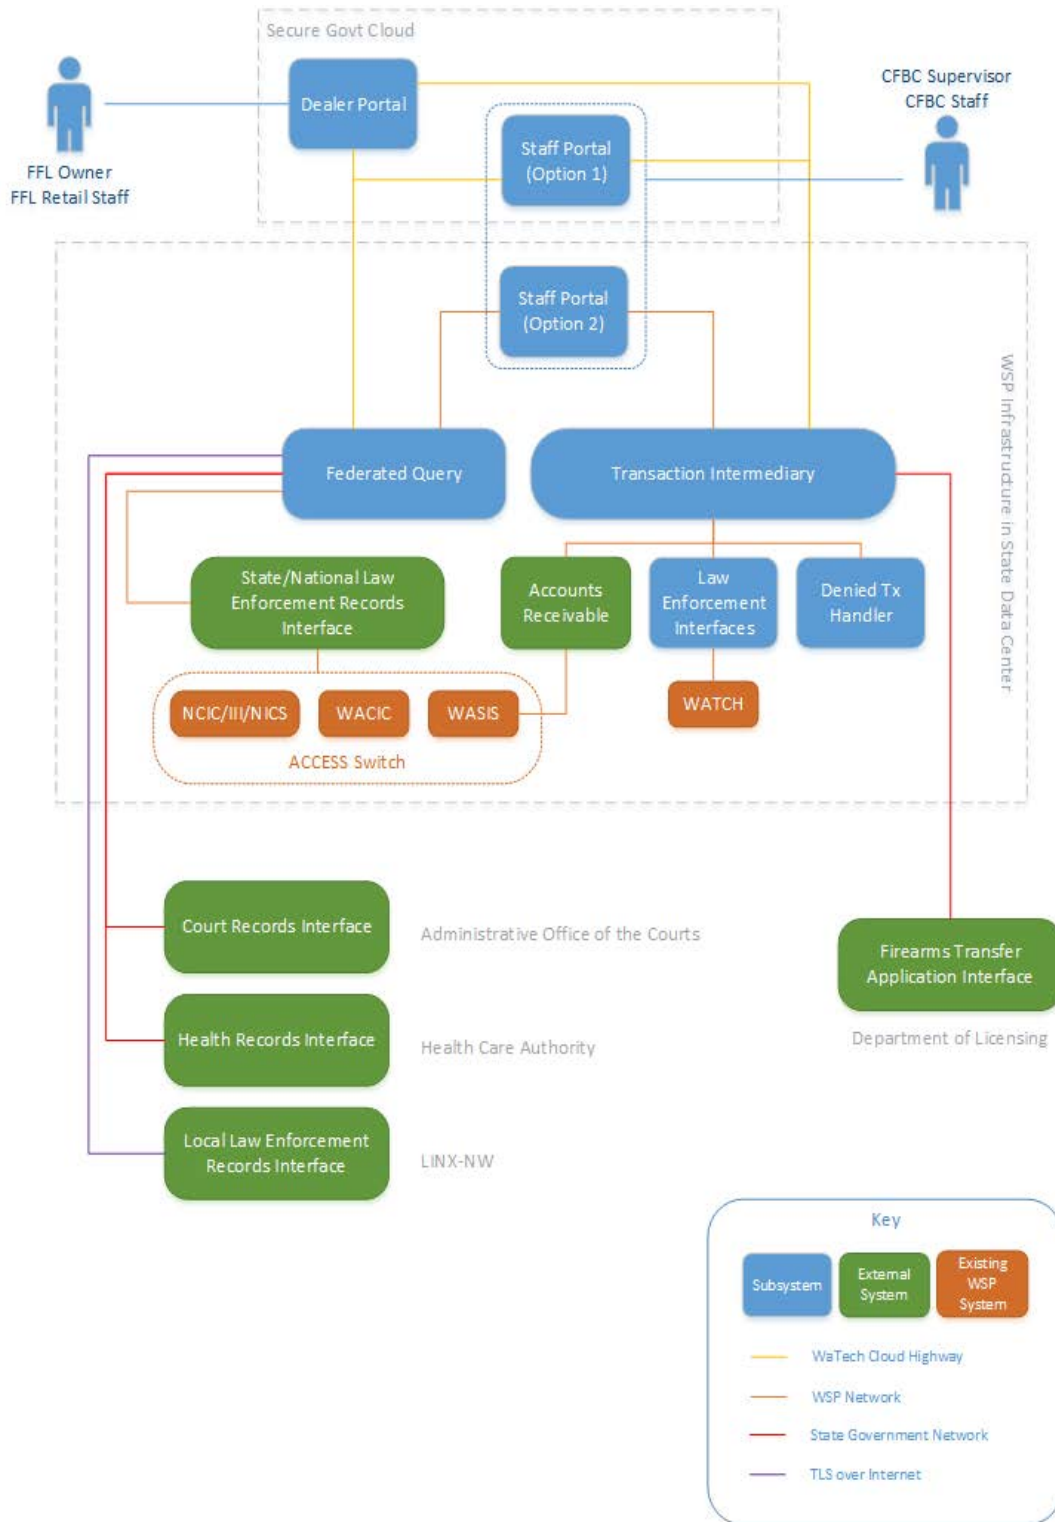 Secure Govt Cloud
Dealer Portal
CFBC Supervisor
CFBC Staff
FFL Owner
FFL Retail Staff
Staff Portal
(Option 1)
Staff Portal
(Option 2)
WSP Infrastructure in State Data Center
Federated Query
Transaction Intermediary
State/National Law
Enforcement Records
Interface
Accounts
Receivable
Law
Enforcement
Interfaces
Denied Tx
Handler
NCIC/III/NICS
WACIC
WASIS
WATCH
ACCESS Switch
Court Records Interface
Administrative Office of the Courts
Firearms Transfer
Application Interface
Department of Licensing
Health Records Interface
Health Care Authority
Local Law Enforcement
Records Interface
LINX-NW
Key
Subsystem
External
System
Existing
WSP
System
WaTech Cloud Highway
WSP Network
State Government Network
TLS over Internet